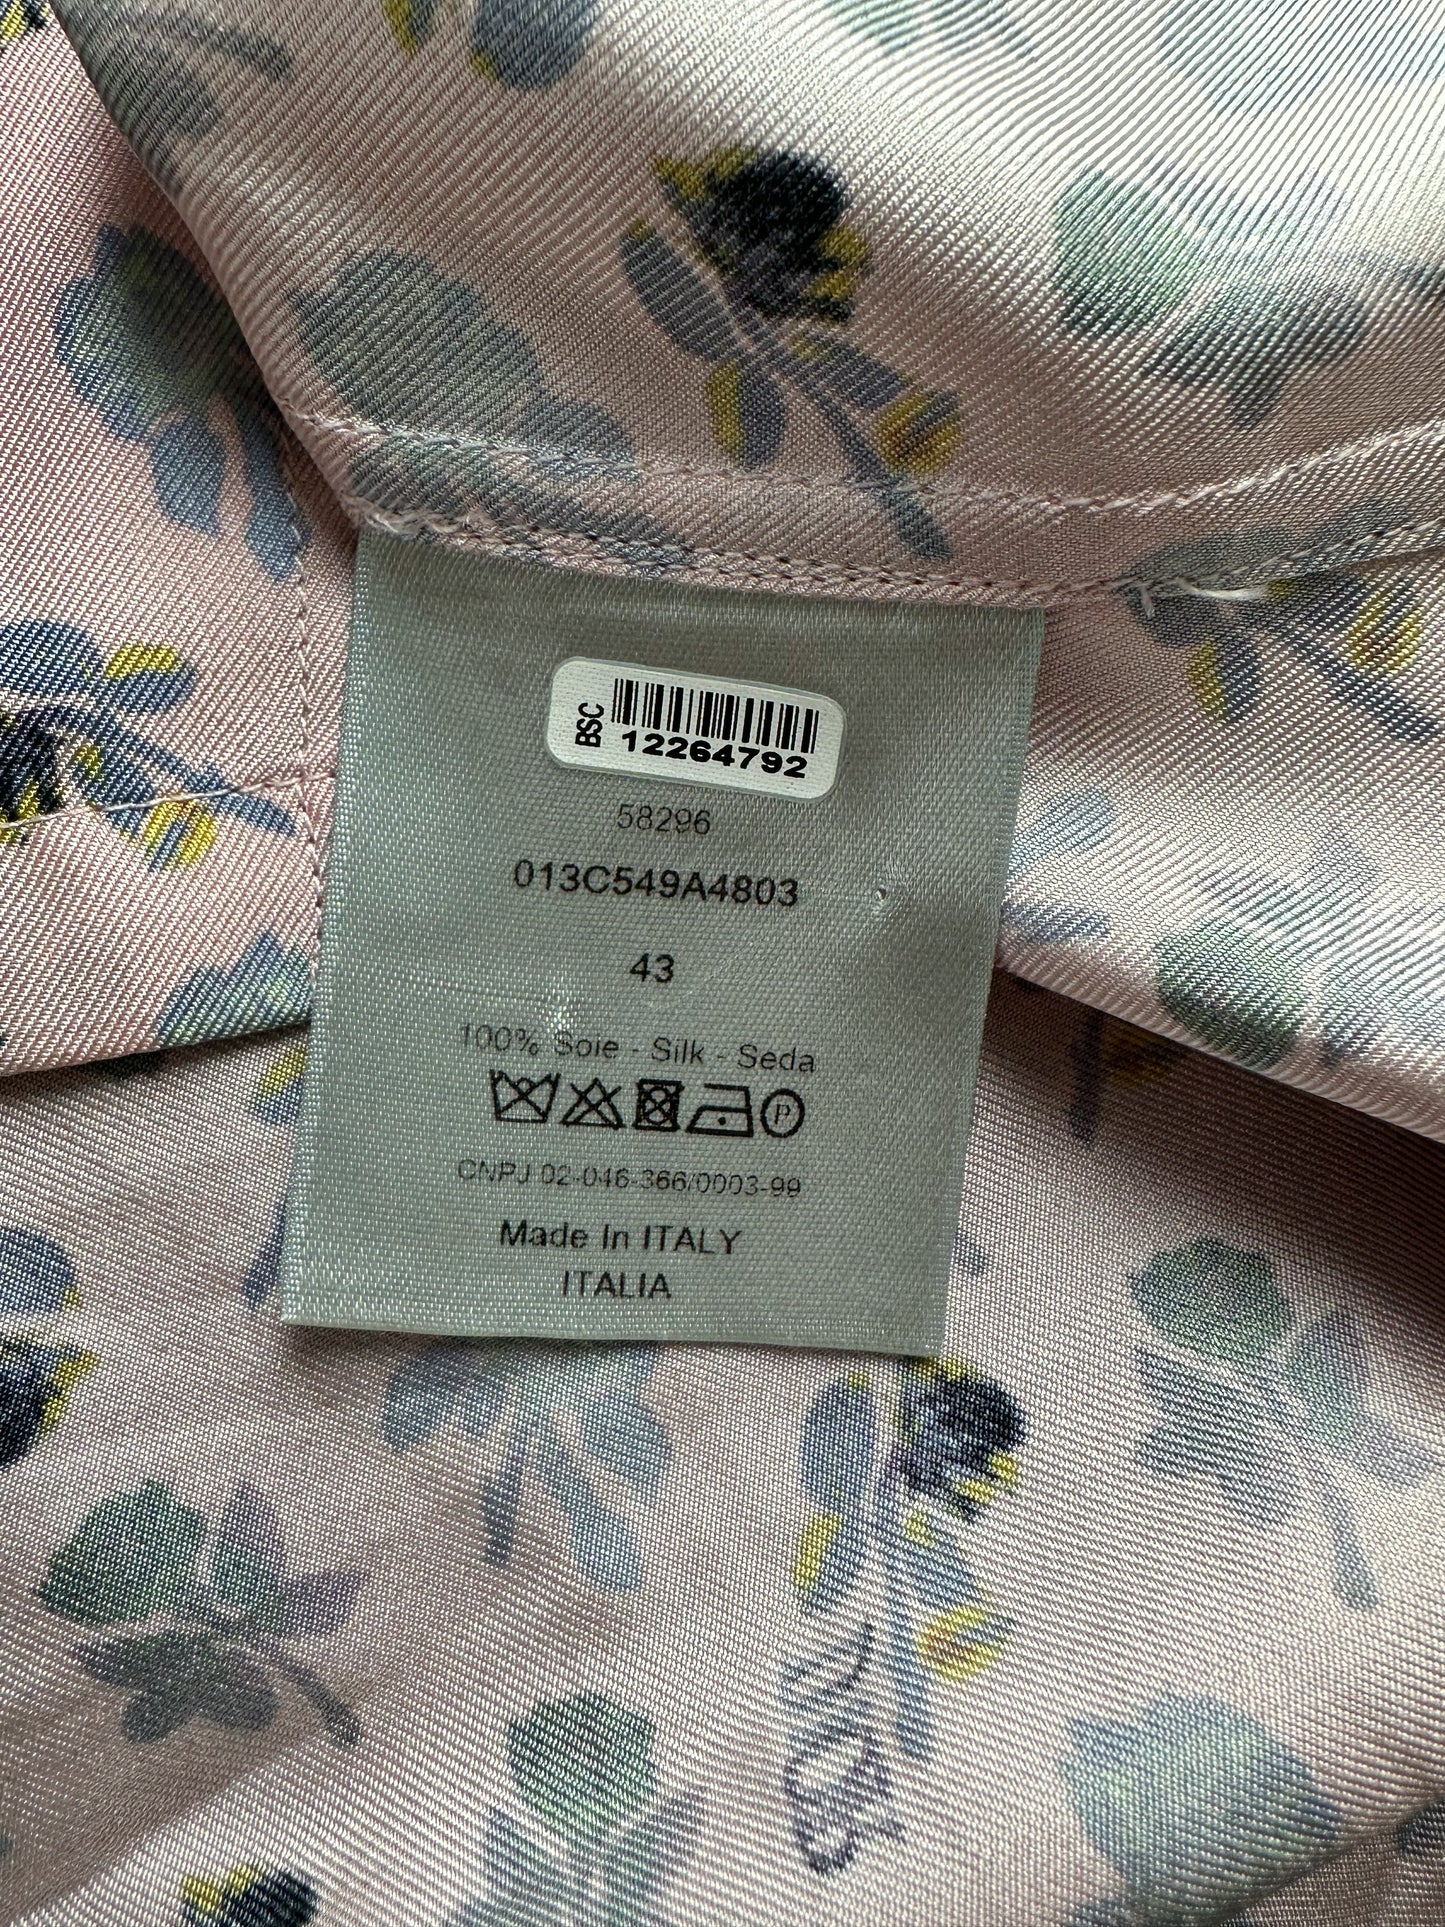 BSC
12264792
58296
013C549A4803
43
100% Soie - Silk - Seda
P
CNPJ 02-046-366/0003-99
Made In ITALY
ITALIA